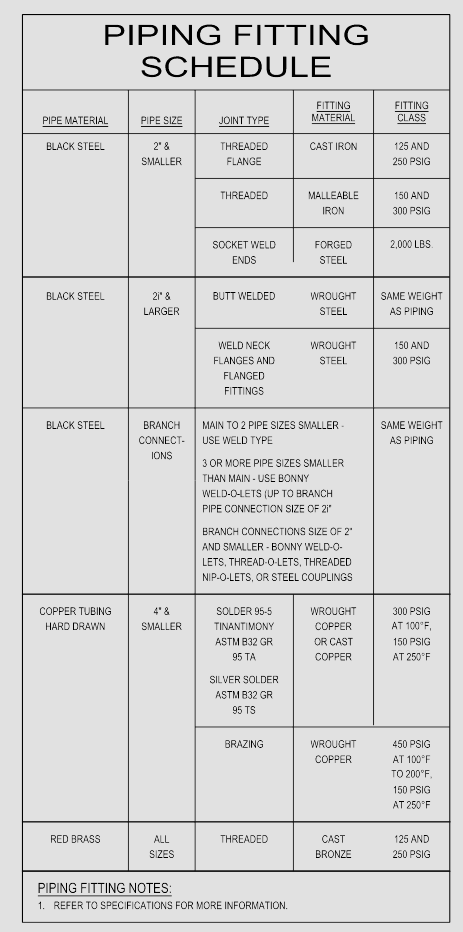 PIPING FITTING
SCHEDULE
PIPE MATERIAL PIPE SIZE JOINT TYPE FITTING MATERIAL FITTING CLASS
BLACK STEEL 2" & THREADED CAST IRON 125 AND
SMALLER FLANGE 250 PSIG
THREADED MALLEABLE 150 AND
IRON 300 PSIG
SOCKET WELD FORGED 2,000 LBS.
ENDS STEEL
BLACK STEEL 2i" & BUTT WELDED WROUGHT SAME WEIGHT
LARGER STEEL AS PIPING
WELD NECK WROUGHT 150 AND
FLANGES AND STEEL 300 PSIG
FLANGED
FITTINGS
BLACK STEEL BRANCH MAIN TO 2 PIPE SIZES SMALLER - SAME WEIGHT
CONNECT- USE WELD TYPE AS PIPING
IONS
3 OR MORE PIPE SIZES SMALLER
THAN MAIN - USE BONNY
WELD-O-LETS (UP TO BRANCH
PIPE CONNECTION SIZE OF 2i"
BRANCH CONNECTIONS SIZE OF 2"
AND SMALLER - BONNY WELD-O-
LETS, THREAD-O-LETS, THREADED
NIP-O-LETS, OR STEEL COUPLINGS
COPPER TUBING 4" & SOLDER 95-5 WROUGHT 300 PSIG
HARD DRAWN SMALLER TINANTIMONY COPPER AT 100°F,
ASTM B32 GR OR CAST 150 PSIG
95 TA COPPER AT 250°F
SILVER SOLDER
ASTM B32 GR
95 TS
BRAZING WROUGHT 450 PSIG
COPPER AT 100°F
TO 200°F,
150 PSIG
AT 250°F
RED BRASS ALL THREADED CAST 125 AND
SIZES BRONZE 250 PSIG
PIPING FITTING NOTES:
1. REFER TO SPECIFICATIONS FOR MORE INFORMATION.